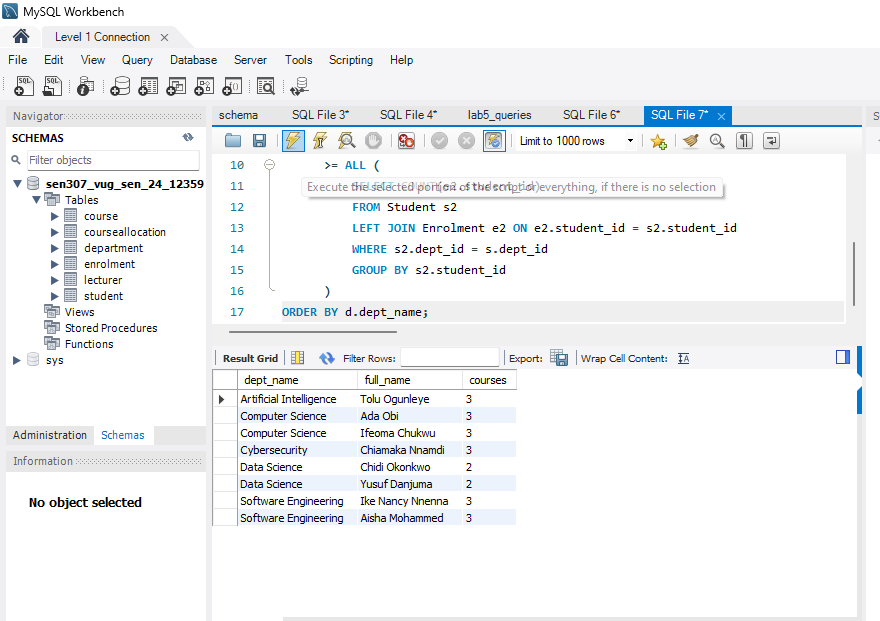 MySQL Workbench
Level 1 Connection
File Edit View Query Database Server Tools Scripting Help
Navigator
SCHEMAS
Filter objects
sen307_vug_sen_24_12359
Tables
course
courseallocation
department
enrolment
lecturer
student
Views
Stored Procedures
Functions
sys
Administration Schemas
Information
No object selected
schema SQL File 3* SQL File 4* lab5_queries SQL File 6* SQL File 7*
S
Limit to 1000 rows
10 >= ALL (
11
Execute the selected portion of the script or everything, if there is no selection
12 FROM Student s2
13 LEFT JOIN Enrolment e2 ON e2.student_id = s2.student_id
14 WHERE s2.dept_id = s.dept_id
15 GROUP BY s2.student_id
16 )
17 ORDER BY d.dept_name;
Result Grid Filter Rows: Export: Wrap Cell Content:
dept_name full_name courses
Artificial Intelligence Tolu Ogunleye 3
Computer Science Ada Obi 3
Computer Science Ifeoma Chukwu 3
Cybersecurity Chiamaka Nnamdi 3
Data Science Chidi Okonkwo 2
Data Science Yusuf Danjuma 2
Software Engineering Ike Nancy Nnenna 3
Software Engineering Aisha Mohammed 3